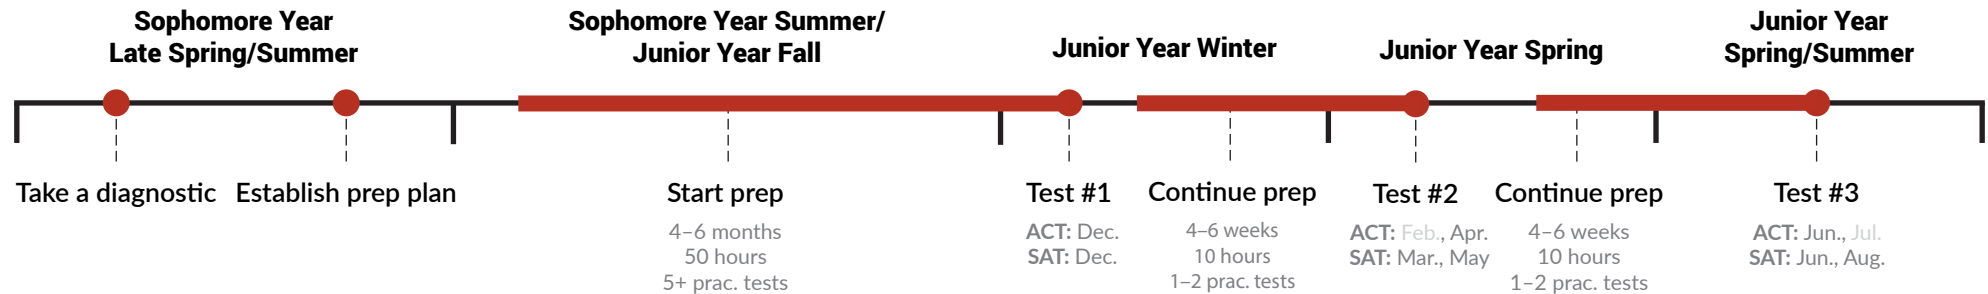 Sophomore Year
Late Spring/Summer
Sophomore Year Summer/
Junior Year Fall
Junior Year Winter
Junior Year Spring
Junior Year
Spring/Summer
Take a diagnostic
Establish prep plan
Start prep
4–6 months
50 hours
5+ prac. tests
Test #1
ACT: Dec.
SAT: Dec.
Continue prep
4–6 weeks
10 hours
1–2 prac. tests
Test #2
ACT: Feb., Apr.
SAT: Mar., May
Continue prep
4–6 weeks
10 hours
1–2 prac. tests
Test #3
ACT: Jun., Jul.
SAT: Jun., Aug.